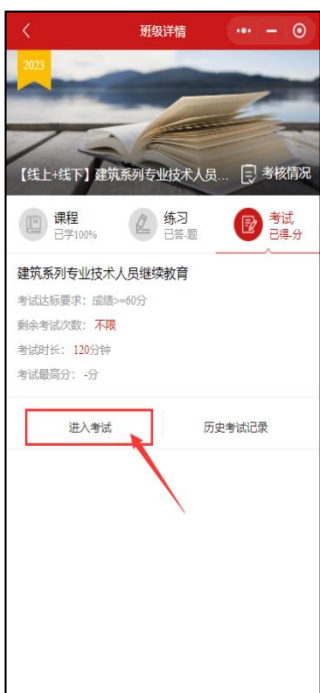 班级详情
2023
【线上+线下】建筑系列专业技术人员... 考核情况
课程
已学100%
练习
已答-题
考试
已得-分
建筑系列专业技术人员继续教育
考试达标要求：成绩>=60分
剩余考试次数：不限
考试时长：120分钟
考试最高分：-分
进入考试
历史考试记录